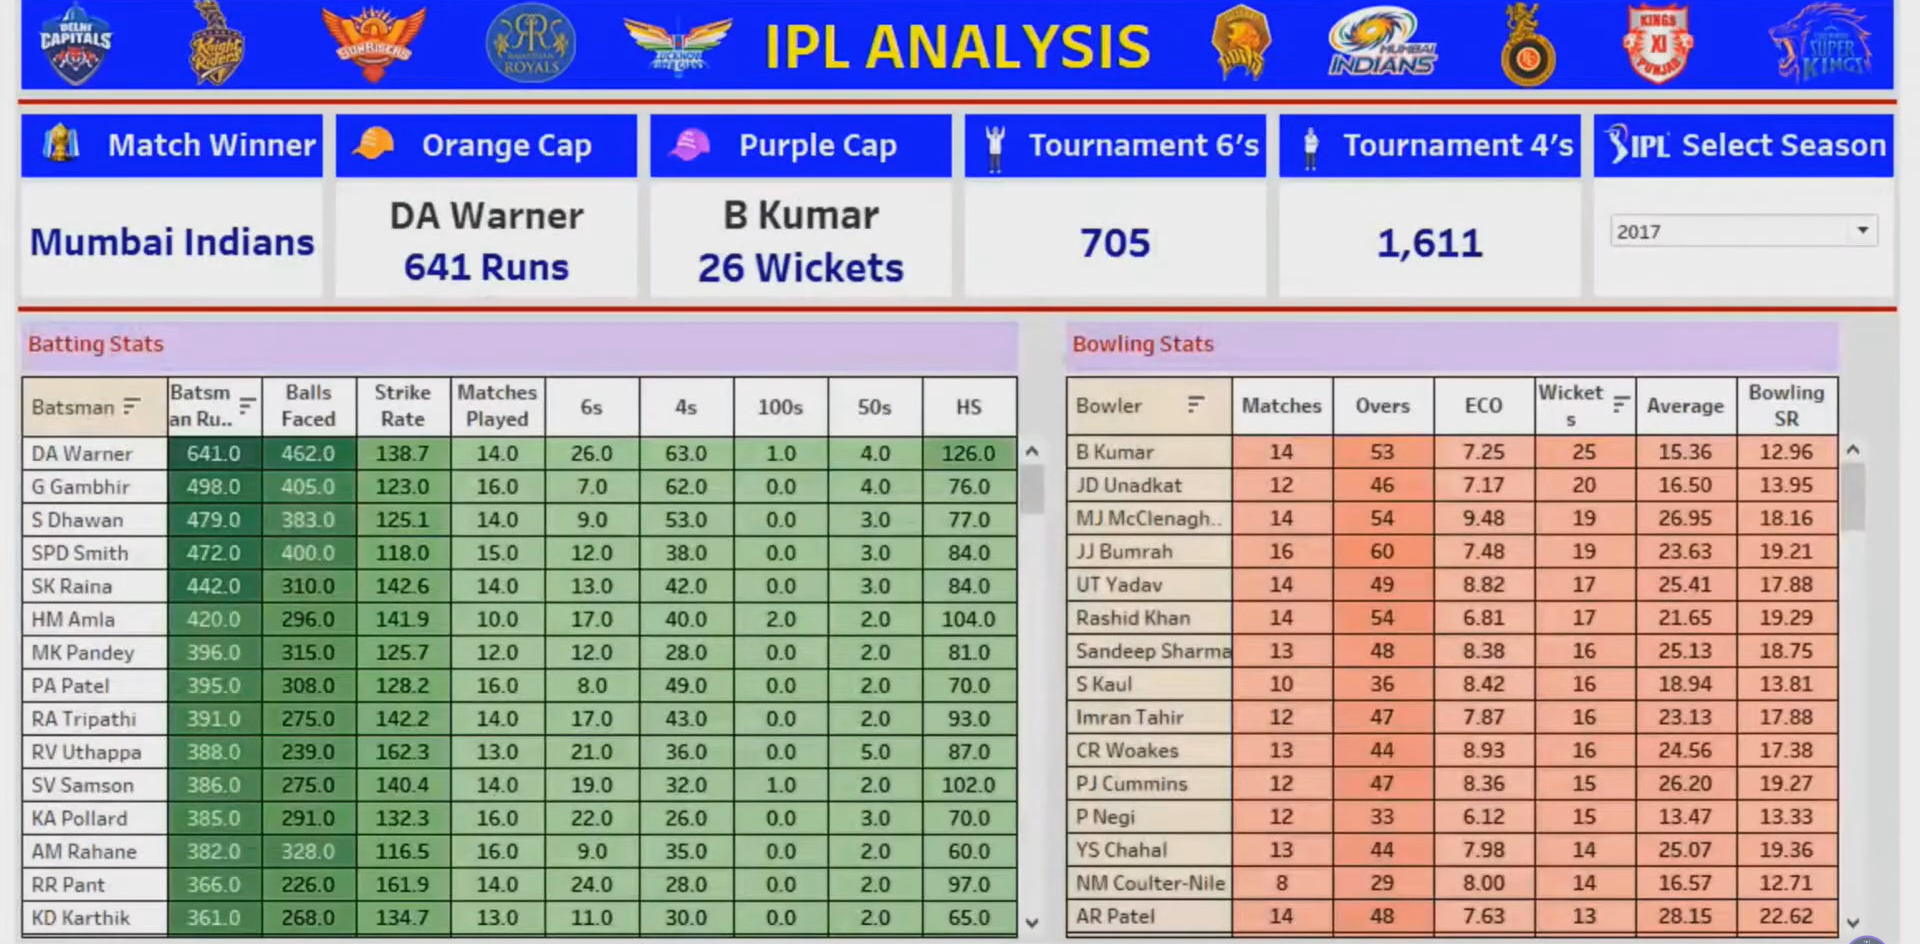 DELHI CAPITALS
Knight Riders
SUNRISERS
RR
RAJASTHAN ROYALS
LUCKNOW
IPL ANALYSIS
MUMBAI INDIANS
KINGS XI PUNJAB
CHENNAI SUPER KINGS
Match Winner
Orange Cap
Purple Cap
Tournament 6’s
Tournament 4’s
IPL Select Season
Mumbai Indians
DA Warner
641 Runs
B Kumar
26 Wickets
705
1,611
2017
Batting Stats
Batsman Batsm an Ru.. Balls Faced Strike Rate Matches Played 6s 4s 100s 50s HS
DA Warner 641.0 462.0 138.7 14.0 26.0 63.0 1.0 4.0 126.0
G Gambhir 498.0 405.0 123.0 16.0 7.0 62.0 0.0 4.0 76.0
S Dhawan 479.0 383.0 125.1 14.0 9.0 53.0 0.0 3.0 77.0
SPD Smith 472.0 400.0 118.0 15.0 12.0 38.0 0.0 3.0 84.0
SK Raina 442.0 310.0 142.6 14.0 13.0 42.0 0.0 3.0 84.0
HM Amla 420.0 296.0 141.9 10.0 17.0 40.0 2.0 2.0 104.0
MK Pandey 396.0 315.0 125.7 12.0 12.0 28.0 0.0 2.0 81.0
PA Patel 395.0 308.0 128.2 16.0 8.0 49.0 0.0 2.0 70.0
RA Tripathi 391.0 275.0 142.2 14.0 17.0 43.0 0.0 2.0 93.0
RV Uthappa 388.0 239.0 162.3 13.0 21.0 36.0 0.0 5.0 87.0
SV Samson 386.0 275.0 140.4 14.0 19.0 32.0 1.0 2.0 102.0
KA Pollard 385.0 291.0 132.3 16.0 22.0 26.0 0.0 3.0 70.0
AM Rahane 382.0 328.0 116.5 16.0 9.0 35.0 0.0 2.0 60.0
RR Pant 366.0 226.0 161.9 14.0 24.0 28.0 0.0 2.0 97.0
KD Karthik 361.0 268.0 134.7 13.0 11.0 30.0 0.0 2.0 65.0
Bowling Stats
Bowler Matches Overs ECO Wicket s Average Bowling SR
B Kumar 14 53 7.25 25 15.36 12.96
JD Unadkat 12 46 7.17 20 16.50 13.95
MJ McClenagh.. 14 54 9.48 19 26.95 18.16
JJ Bumrah 16 60 7.48 19 23.63 19.21
UT Yadav 14 49 8.82 17 25.41 17.88
Rashid Khan 14 54 6.81 17 21.65 19.29
Sandeep Sharma 13 48 8.38 16 25.13 18.75
S Kaul 10 36 8.42 16 18.94 13.81
Imran Tahir 12 47 7.87 16 23.13 17.88
CR Woakes 13 44 8.93 16 24.56 17.38
PJ Cummins 12 47 8.36 15 26.20 19.27
P Negi 12 33 6.12 15 13.47 13.33
YS Chahal 13 44 7.98 14 25.07 19.36
NM Coulter-Nile 8 29 8.00 14 16.57 12.71
AR Patel 14 48 7.63 13 28.15 22.62